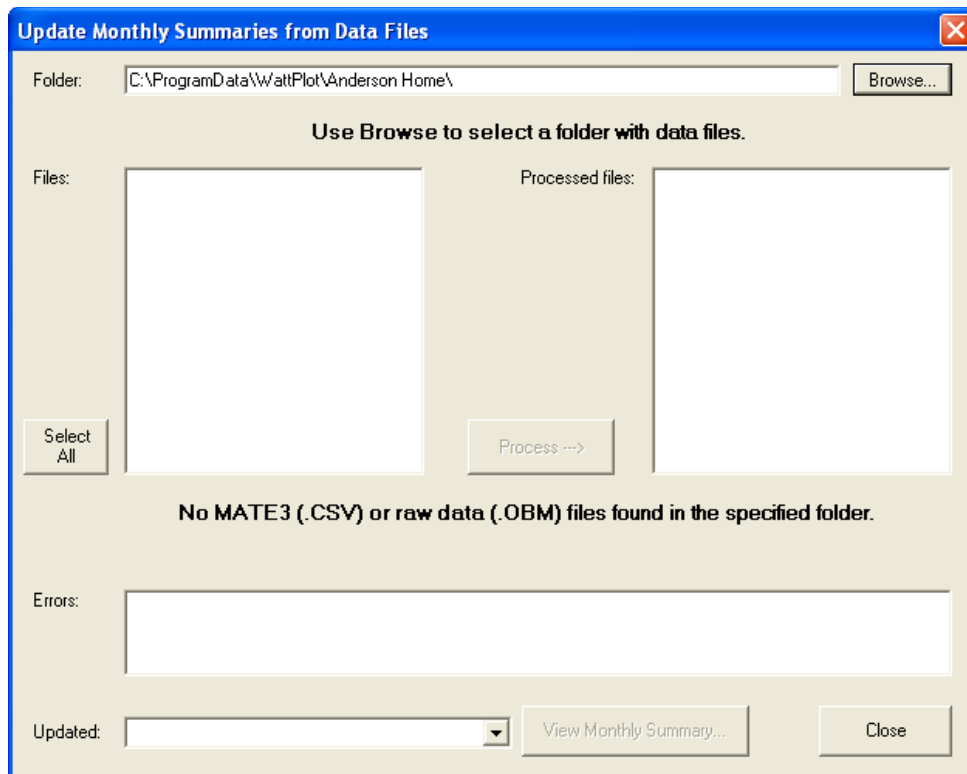 Update Monthly Summaries from Data Files
Folder: C:\ProgramData\WattPlot\Anderson Home\ Browse...
Use Browse to select a folder with data files.
Files: Processed files:
Select
All
Process --->
No MATE3 (.CSV) or raw data (.OBM) files found in the specified folder.
Errors:
Updated: View Monthly Summary... Close